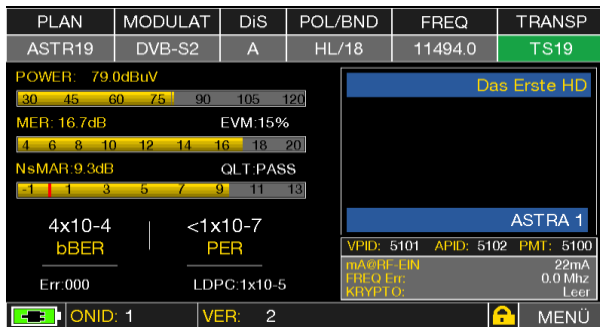 PLAN MODULAT DiS POL/BND FREQ TRANSP
ASTR19 DVB-S2 A HL/18 11494.0 TS19
POWER: 79.0dBuV
30 45 60 75 90 105 120
MER: 16.7dB EVM:15%
4 6 8 10 12 14 16 18 20
NsMAR:9.3dB QLT:PASS
-1 1 3 5 7 9 11 13
4x10-4 <1x10-7
bBER PER
Err:000 LDPC:1x10-5
Das Erste HD
ASTRA 1
VPID: 5101 APID: 5102 PMT: 5100
mA@RF-EIN 22mA
FREQ Err: 0.0 Mhz
KRYPTO: Leer
ONID: 1 VER: 2 MENÜ